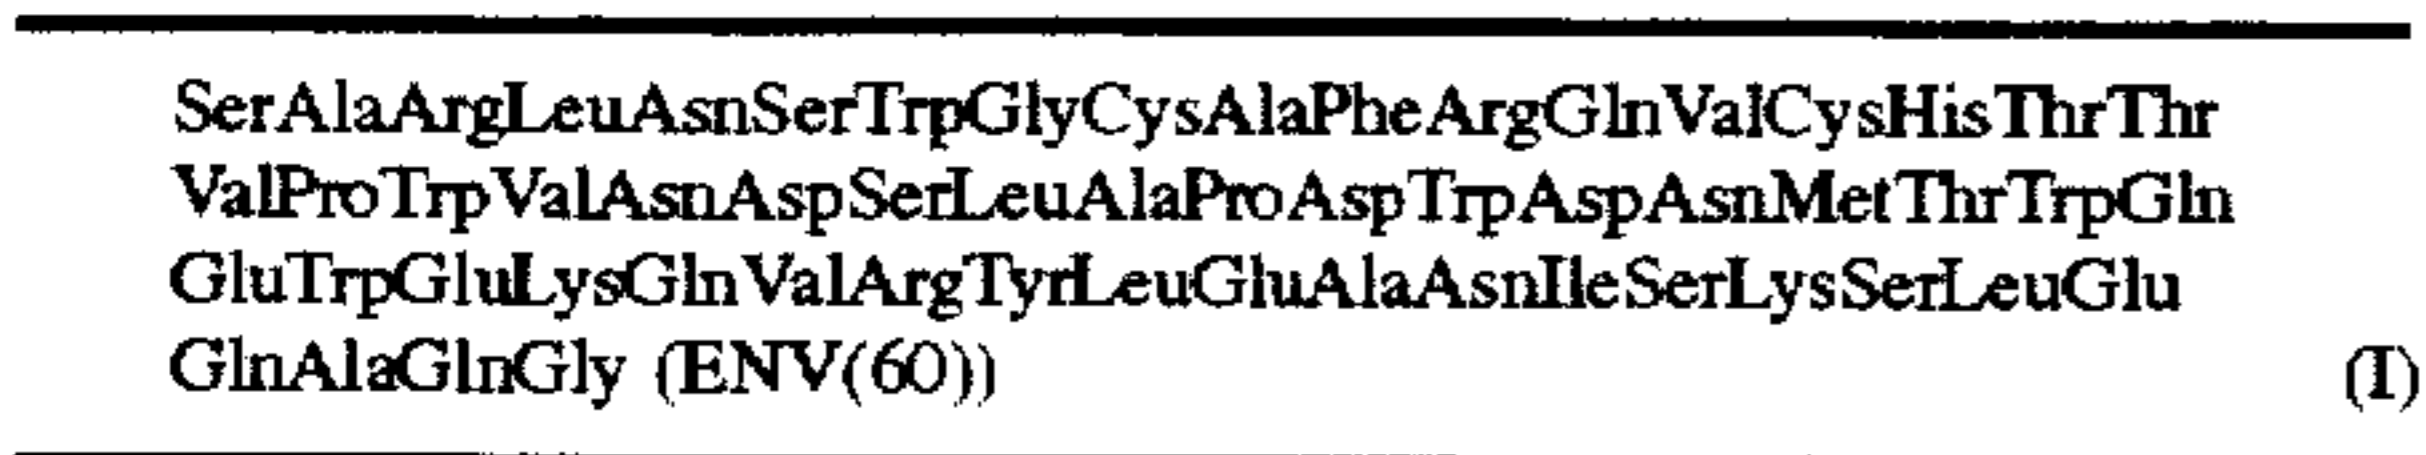 SerAlaArgLeuAsnSerTrpGlyCysAlaPheArgGlnValCysHisThrThr
ValProTrpValAsnAspSerLeuAlaProAspTrpAspAsnMetThrTrpGln
GluTrpGluLysGlnValArgTyrLeuGluAlaAsnIleSerLysSerLeuGlu
GlnAlaGlnGly (ENV(60)) (I)